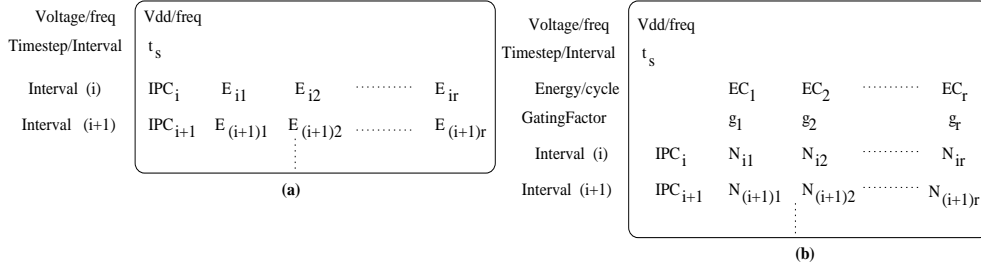 Voltage/freq Vdd/freq
Timestep/Interval t_s
Interval (i) IPC_i E_i1 E_i2 ............ E_ir
Interval (i+1) IPC_i+1 E_(i+1)1 E_(i+1)2 ............ E_(i+1)r
(a)
Voltage/freq Vdd/freq
Timestep/Interval t_s
Energy/cycle EC_1 EC_2 ............ EC_r
GatingFactor g_1 g_2 g_r
Interval (i) IPC_i N_i1 N_i2 ............ N_ir
Interval (i+1) IPC_i+1 N_(i+1)1 N_(i+1)2 ............ N_(i+1)r
(b)